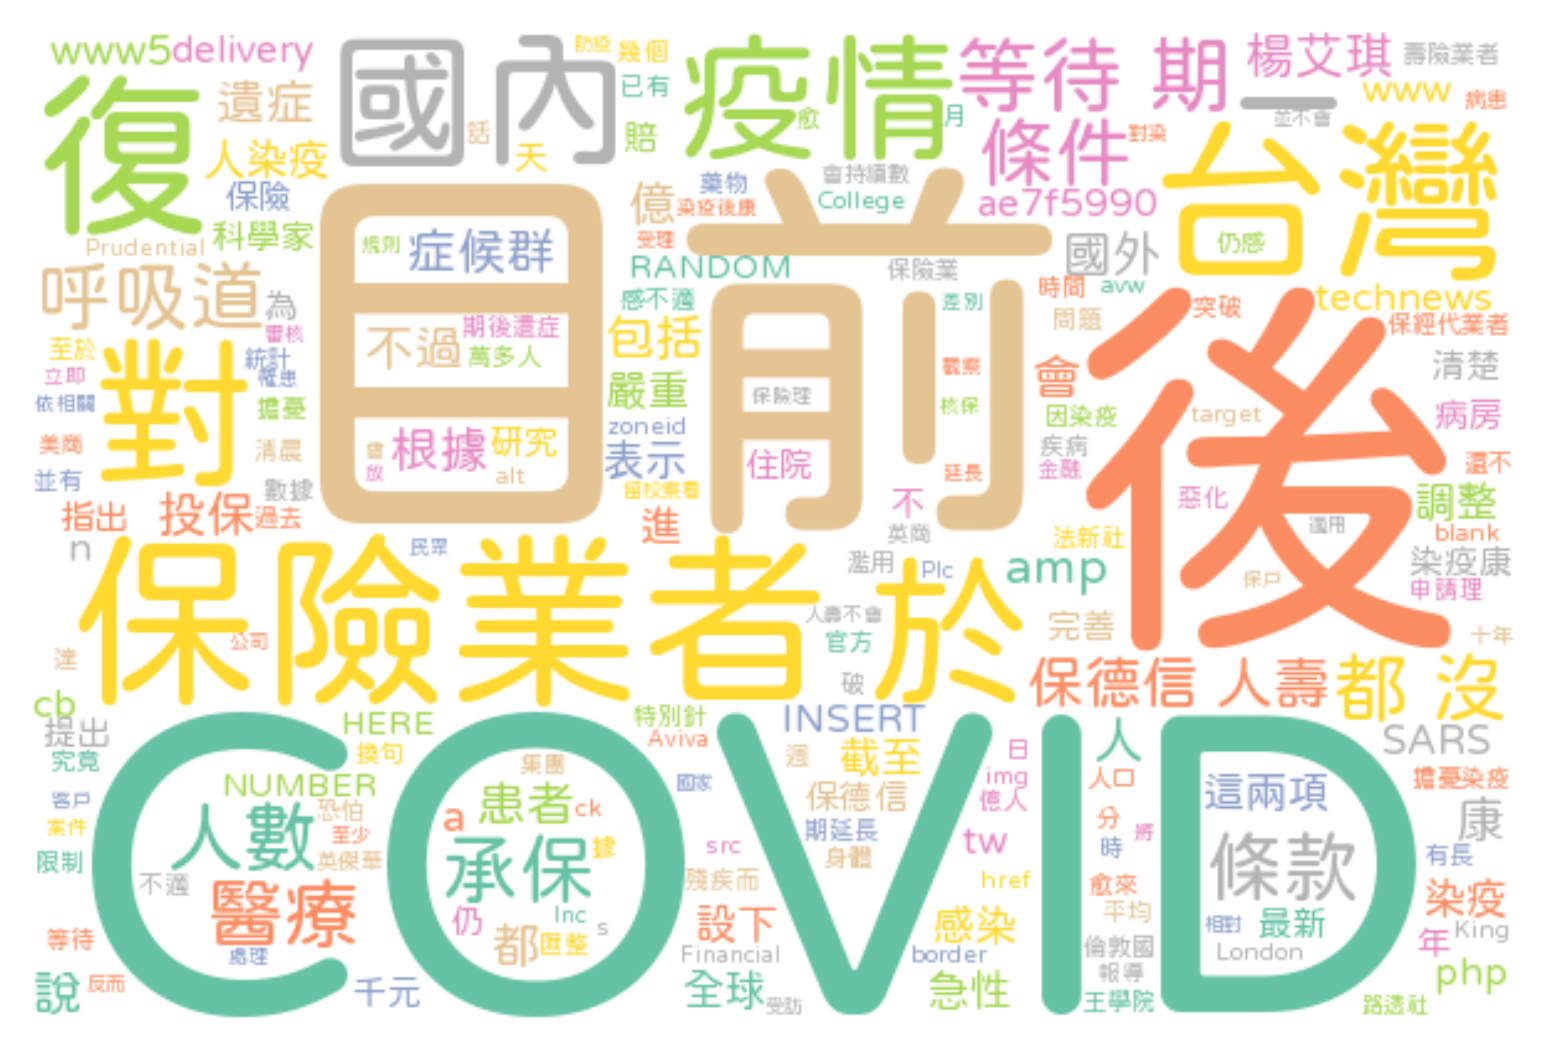 www5delivery
復
遺症
人染疫
保險
Prudential
科學家
國內
話
天
防疫
幾個
已有
賠
疫情
愈
月
等待 期
條件
對染
ae7f5990
楊艾琪
一
並不會
壽險業者
www
病患
台灣
仍感
technews
目前
規則
症候群
不過
期後遺症
萬多人
根據
研究
曾
放
alt
億
藥物
染疫後康
受理
會持續數
College
RANDOM
感不適
保險業
差別
國外
時間
avw
問題
突破
保經代業者
呼吸道
為
審核
至於
立即
統計
罹患
依相關
擔憂
對
美商
清晨
並有
數據
指出
投保
過去
n
包括
嚴重
zoneid
表示
留校察看
進
保險理
住院
觀察
核保
延長
不
英商
會
因染疫
疾病
金融
後
target
惡化
適用
保戶
清楚
病房
還不
調整
blank
染疫康
申請理
十年
法新社
民眾
濫用
Plc
amp
保險業者於
公司
人壽不會
官方
破
完善
保德信 人壽
都 沒
達
cb
提出
究竟
客戶
案件
限制
HERE
換句
特別針
Aviva
INSERT
週
截至
日
img
億人
人
人口
分
將
時
SARS
擔憂染疫
康
COVID
NUMBER
人數
恐怕
至少
英傑華
不適
醫療
處理
集團
患者
ck
a
據
承保
仍
Inc
都
匯整
s
國家
保德信
期延長
身體
tw
src
殘疾而
href
這兩項
條款
相對
最新
London
有長
染疫
年
King
php
路透社
等待
說
反而
千元
設下
Financial
全球
受訪
感染
border
急性
愈來
平均
倫敦國
報導
王學院